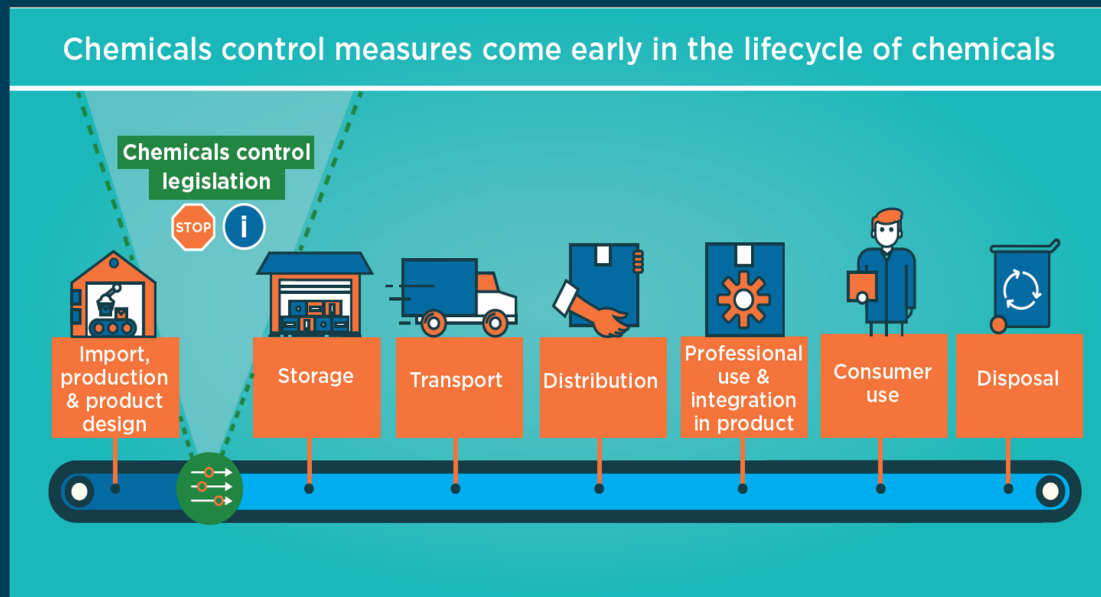 Chemicals control measures come early in the lifecycle of chemicals
Chemicals control
legislation
STOP
i
Import,
production
& product
design
Storage
Transport
Distribution
Professional
use &
integration
in product
Consumer
use
Disposal